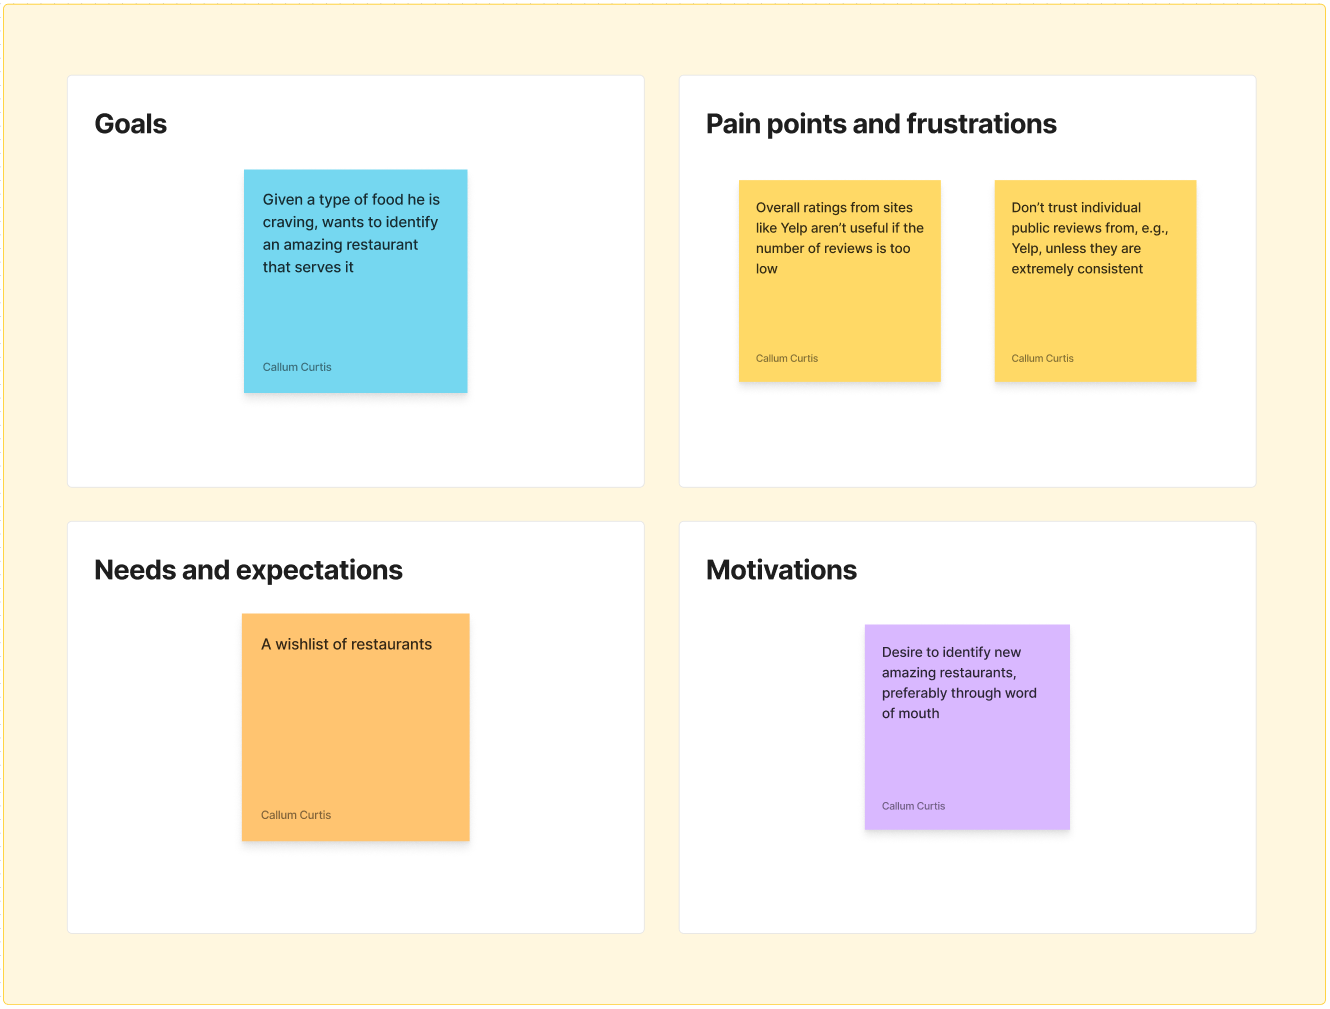 Goals
Given a type of food he is
craving, wants to identify
an amazing restaurant
that serves it
Callum Curtis
Pain points and frustrations
Overall ratings from sites
like Yelp aren’t useful if the
number of reviews is too
low
Callum Curtis
Don’t trust individual
public reviews from, e.g.,
Yelp, unless they are
extremely consistent
Callum Curtis
Needs and expectations
A wishlist of restaurants
Callum Curtis
Motivations
Desire to identify new
amazing restaurants,
preferably through word
of mouth
Callum Curtis